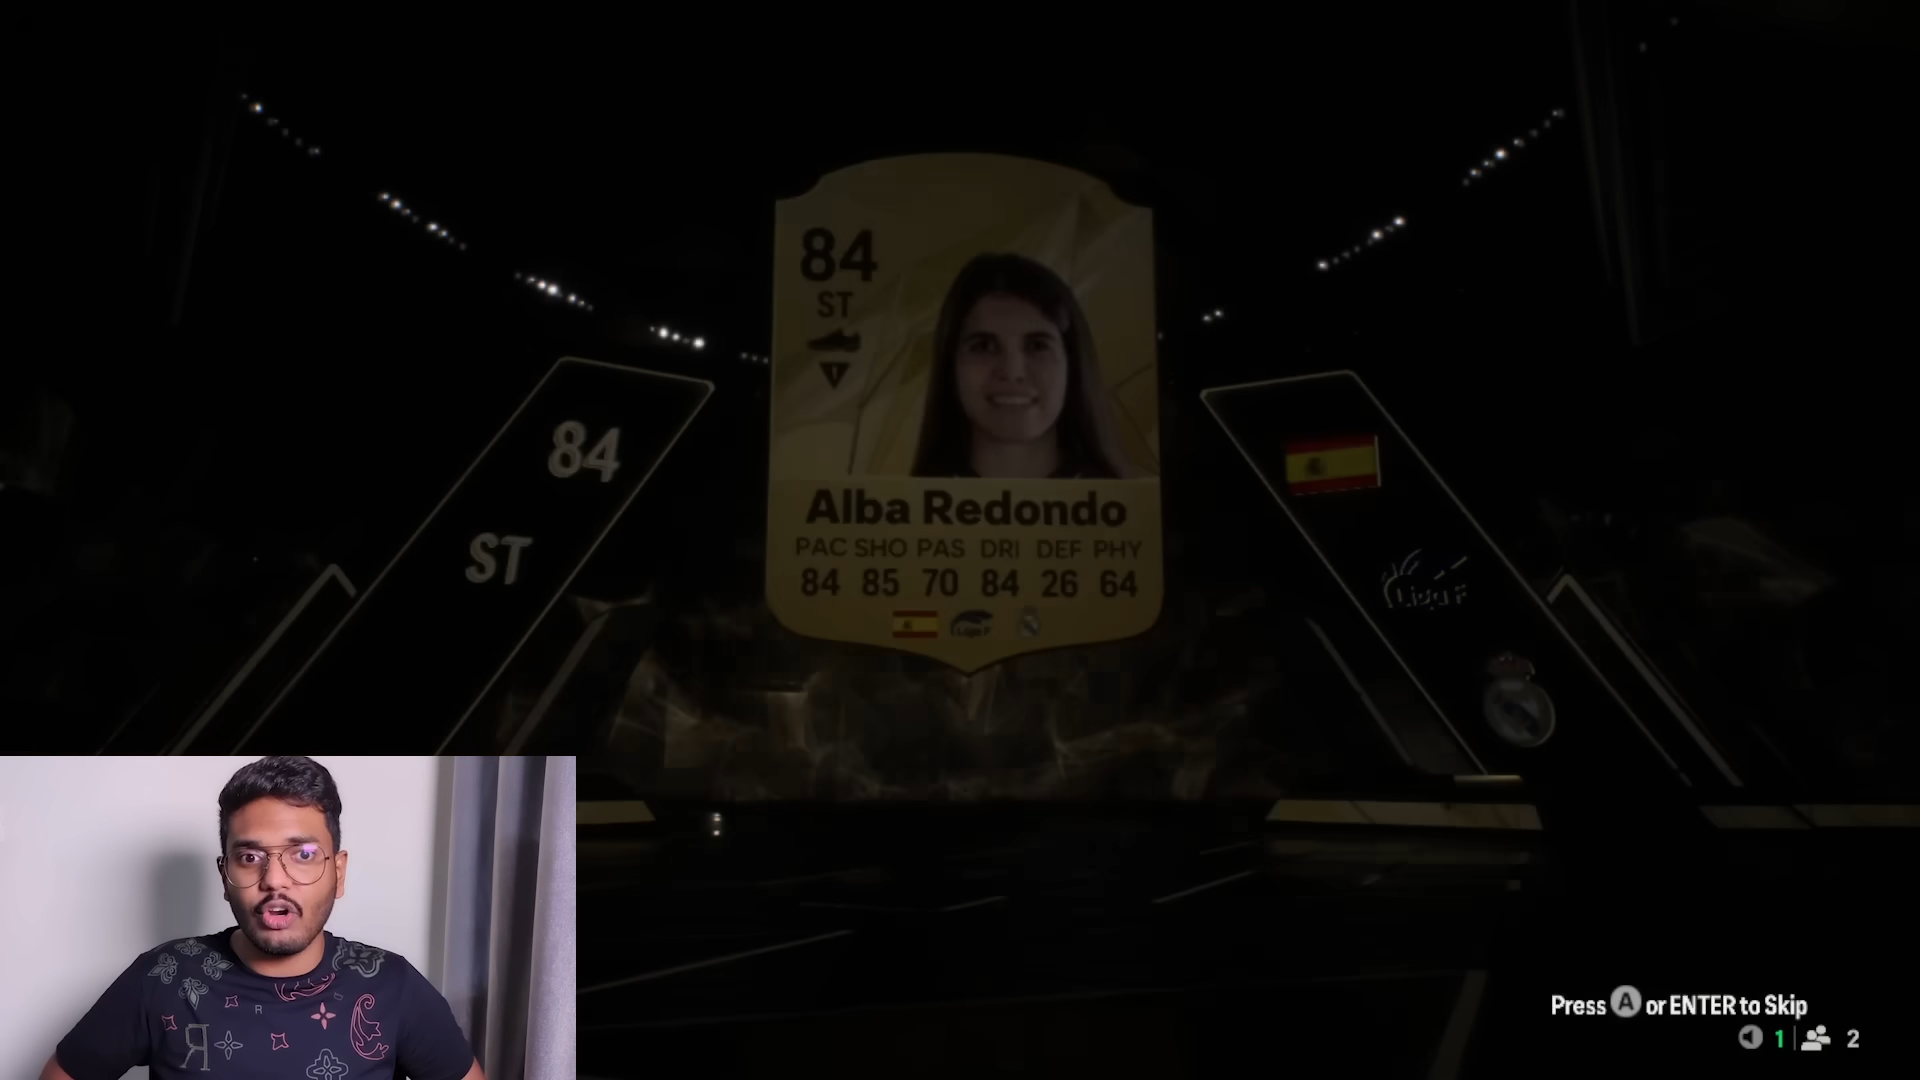 84
ST
Alba Redondo
PAC SHO PAS DRI DEF PHY
84 85 70 84 26 64
Liga F
84
ST
Liga F
R
Press A or ENTER to Skip
1 2